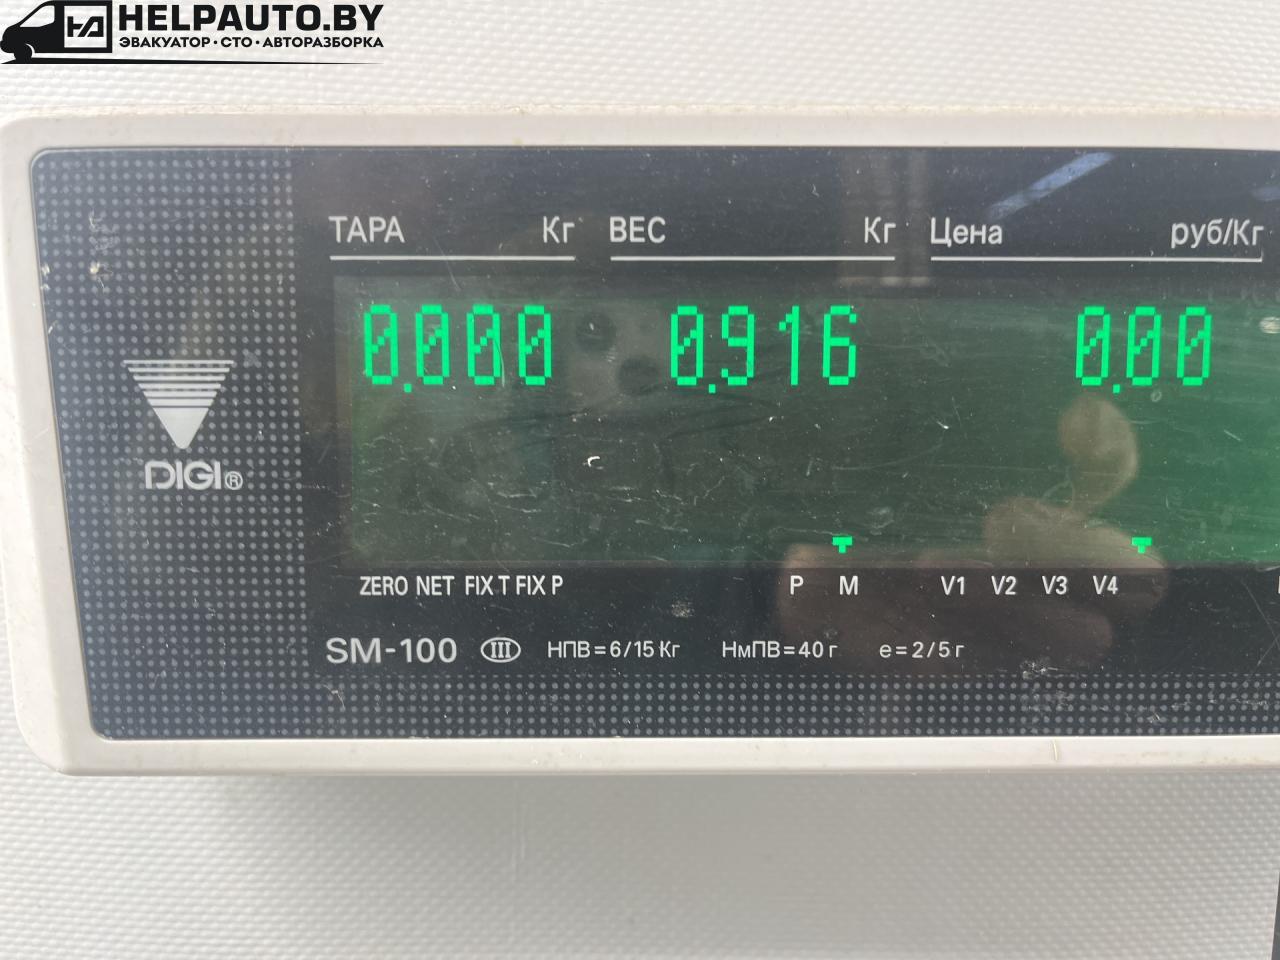 HELPAUTO.BY
ЭВАКУАТОР · СТО · АВТОРАЗБОРКА
ТАРА Кг ВЕС Кг Цена руб/Кг
0.000 0.916 0.00
DIGI®
ZERO NET FIX T FIX P P M V1 V2 V3 V4
SM-100 III НПВ=6/15 Кг НмПВ=40 г e=2/5 г